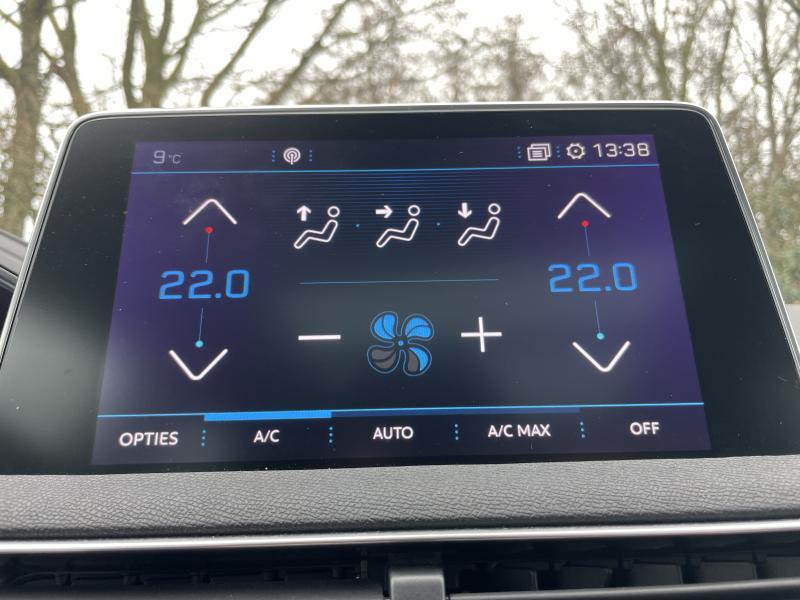 9°C 13:38
22.0 22.0
OPTIES A/C AUTO A/C MAX OFF